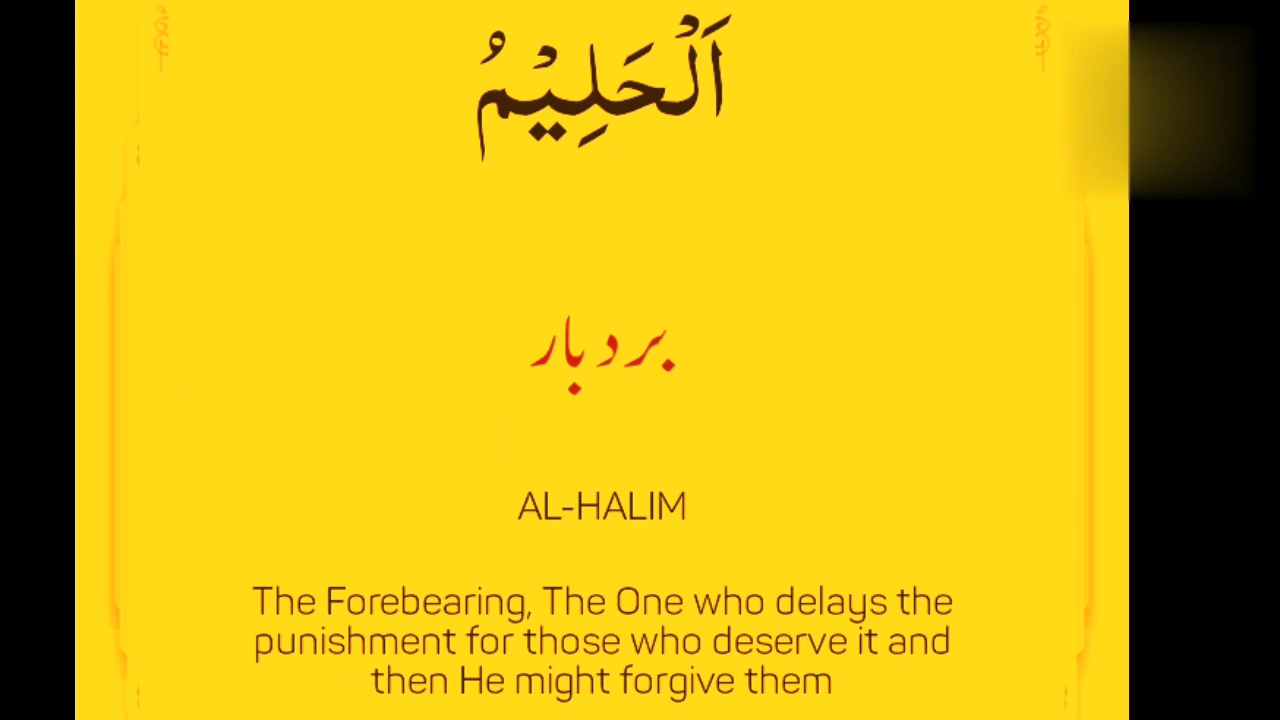 اَلْحَلِيْمُ
بردبار
AL-HALIM
The Forebearing, The One who delays the
punishment for those who deserve it and
then He might forgive them